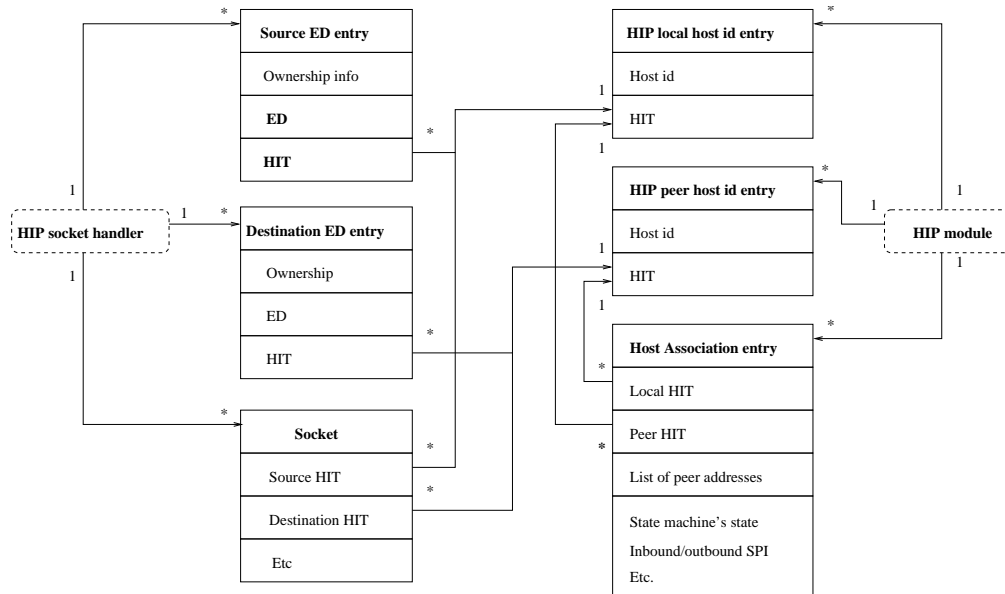 *
Source ED entry
Ownership info
ED
HIT
*
1
HIP socket handler
1
*
1
Destination ED entry
Ownership
ED
HIT
*
*
Socket
Source HIT
*
Destination HIT
*
Etc
*
HIP local host id entry
Host id
1
HIT
1
HIP peer host id entry
*
Host id
1
HIT
1
1
1
HIP module
1
*
Host Association entry
*
Local HIT
Peer HIT
*
List of peer addresses
State machine's state
Inbound/outbound SPI
Etc.